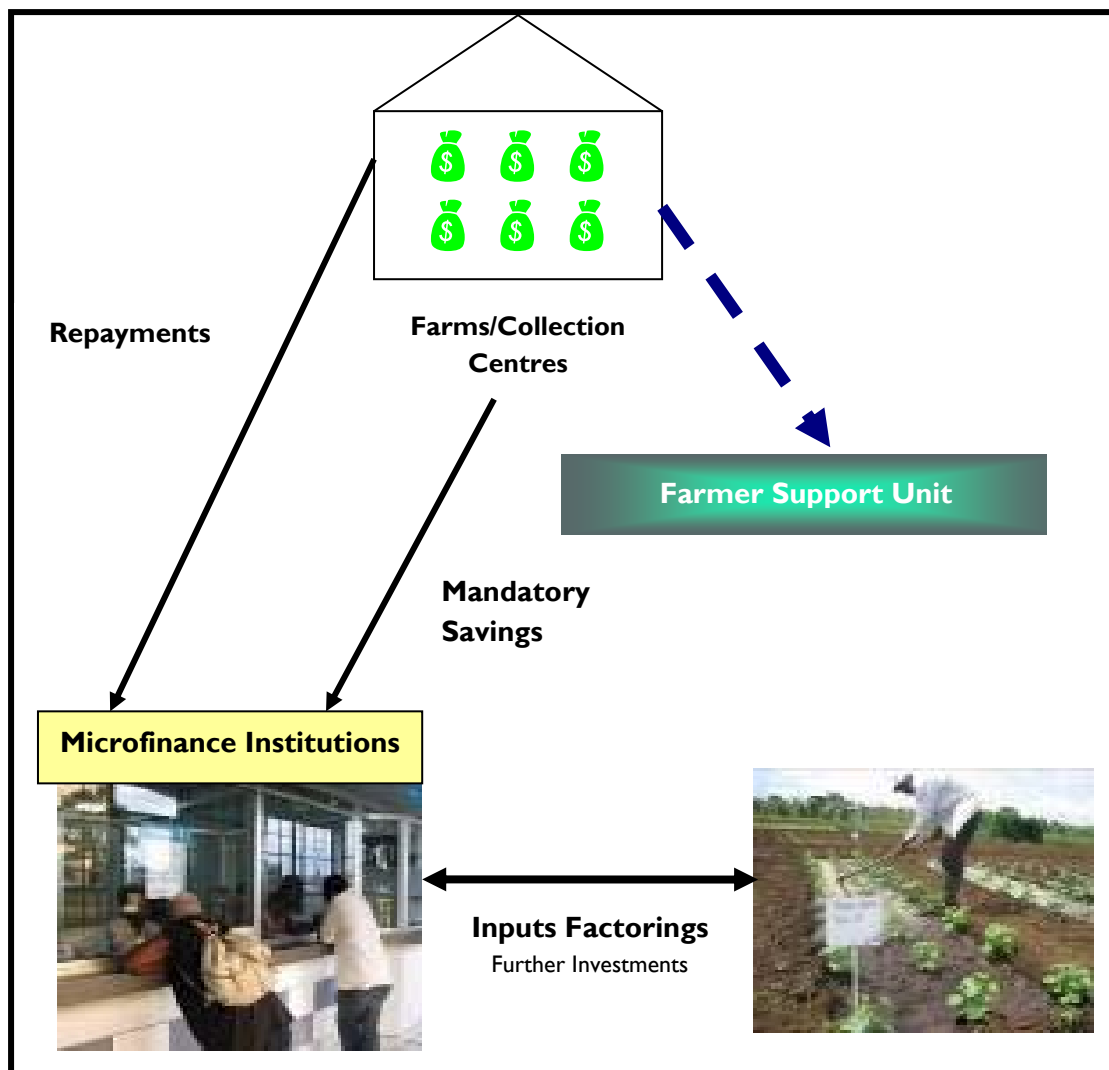 $ $ $
$ $ $
Repayments
Farms/Collection
Centres
Farmer Support Unit
Mandatory
Savings
Microfinance Institutions
Inputs Factorings
Further Investments